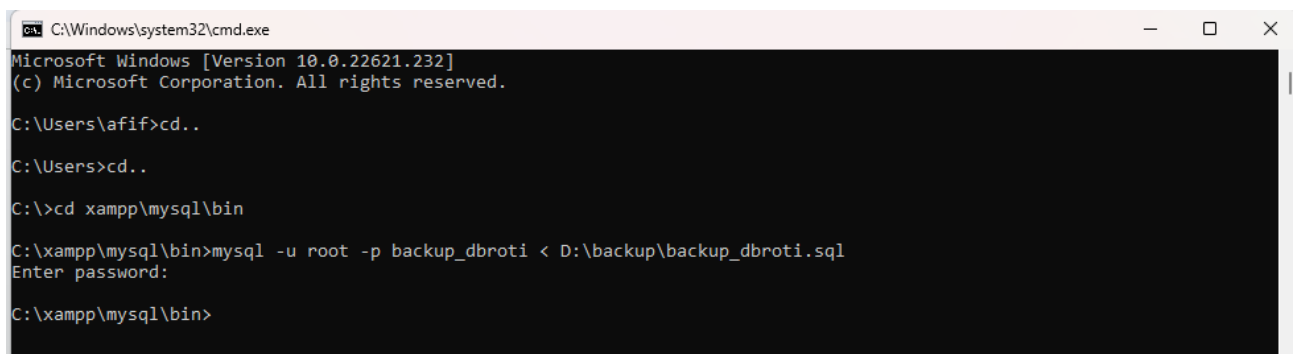 C:\Windows\system32\cmd.exe
Microsoft Windows [Version 10.0.22621.232]
(c) Microsoft Corporation. All rights reserved.
C:\Users\afif>cd..
C:\Users>cd..
C:\>cd xampp\mysql\bin
C:\xampp\mysql\bin>mysql -u root -p backup_dbroti < D:\backup\backup_dbroti.sql
Enter password:
C:\xampp\mysql\bin>